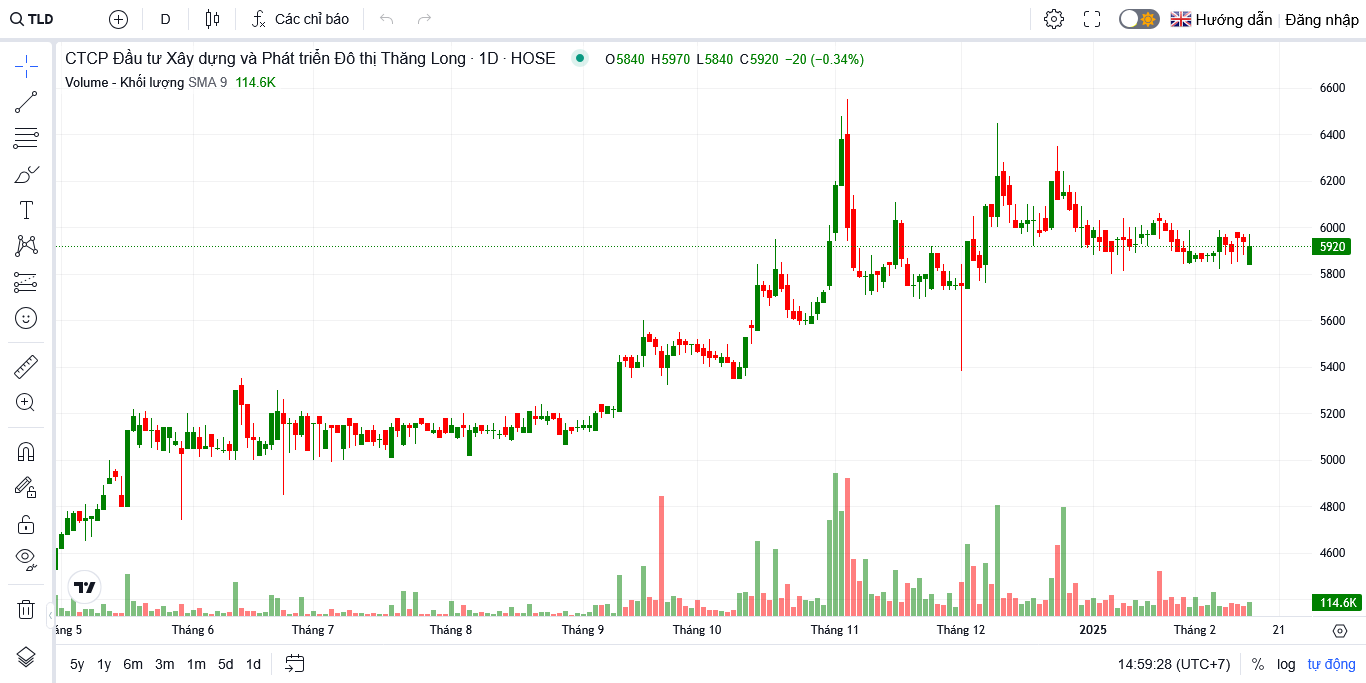 TLD D Các chỉ báo Hướng dẫn Đăng nhập
CTCP Đầu tư Xây dựng và Phát triển Đô thị Thăng Long · 1D · HOSE O5840 H5970 L5840 C5920 −20 (−0.34%)
Volume - Khối lượng SMA 9 114.6K
6600
6400
6200
6000
5920
5800
5600
5400
5200
5000
4800
4600
114.6K
áng 5 Tháng 6 Tháng 7 Tháng 8 Tháng 9 Tháng 10 Tháng 11 Tháng 12 2025 Tháng 2 21
5y 1y 6m 3m 1m 5d 1d 14:59:28 (UTC+7) % log tự động